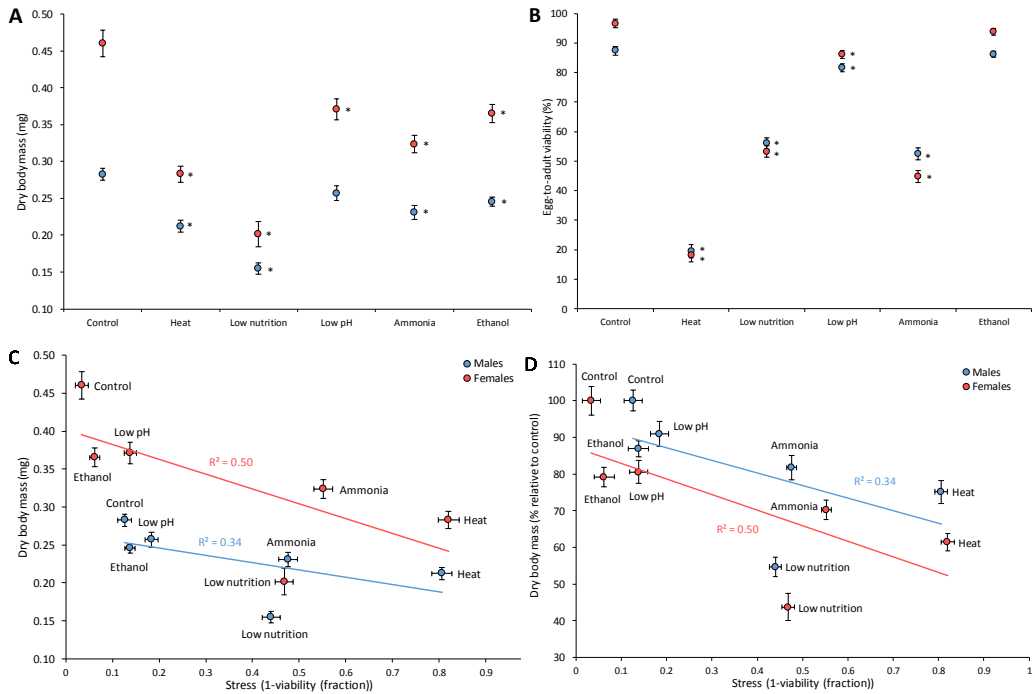 A
0.50
0.45
0.40
0.35
0.30
0.25
0.20
0.15
0.10
Dry body mass (mg)
*
*
*
*
*
*
*
*
*
Control Heat Low nutrition Low pH Ammonia Ethanol
B
100
90
80
70
60
50
40
30
20
10
0
Egg-to-adult viability (%)
*
*
*
*
*
*
*
*
Control Heat Low nutrition Low pH Ammonia Ethanol
C
0.50
0.45
0.40
0.35
0.30
0.25
0.20
0.15
0.10
Dry body mass (mg)
Males
Females
Control
Low pH
Ethanol
R² = 0.50
Ammonia
Control
Low pH
Heat
R² = 0.34
Ammonia
Ethanol
Low nutrition
Heat
Low nutrition
0 0.1 0.2 0.3 0.4 0.5 0.6 0.7 0.8 0.9
Stress (1-viability (fraction))
D
110
100
90
80
70
60
50
40
30
Dry body mass (% relative to control)
Males
Females
Control
Control
Low pH
Ethanol
Ammonia
Ethanol
Low pH
R² = 0.34
Heat
Ammonia
R² = 0.50
Heat
Low nutrition
Low nutrition
0 0.1 0.2 0.3 0.4 0.5 0.6 0.7 0.8 0.9 1
Stress (1-viability (fraction))